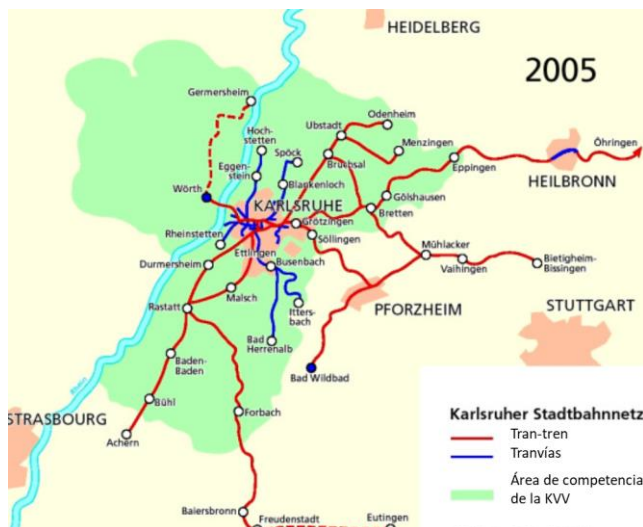 HEIDELBERG
2005
Germersheim
Hoch-
stetten
Odenheim
Ubstadt
Spöck
Menzingen
Öhringen
Eggen-
stein
Bruchsal
Eppingen
HEILBRONN
Wörth
Blankenloch
Gölshausen
KARLSRUHE
Grötzingen
Bretten
Rheinstetten
Söllingen
Ettlingen
Busenbach
Mühlacker
Durmersheim
Vaihingen
Bietigheim-
Bissingen
Malsch
Itters-
bach
PFORZHEIM
STUTTGART
Rastatt
Bad
Herrenalb
Baden-
Baden
Bad Wildbad
Bühl
Forbach
STRASBOURG
Achern
Karlsruher Stadtbahnnetz
Tran-tren
Tranvías
Área de competencia
de la KVV
Baiersbronn
Freudenstadt
Eutingen